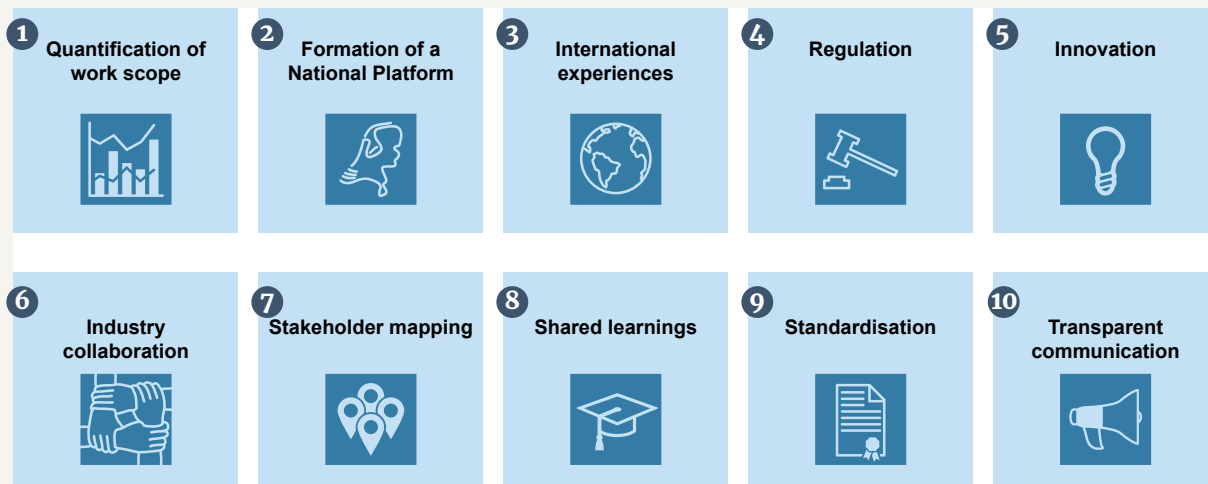 1
Quantification of
work scope
2
Formation of a
National Platform
3
International
experiences
4
Regulation
5
Innovation
6
Industry
collaboration
7
Stakeholder mapping
8
Shared learnings
9
Standardisation
10
Transparent
communication